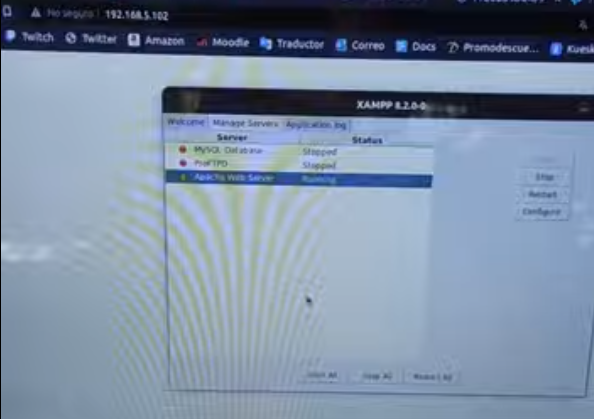 No seguro 192.168.5.102
Twitch Twitter Amazon Moodle Traductor Correo Docs Promodescue... Kuesk
XAMPP 8.2.0-0
Welcome Manage Servers Application log
Server Status
MySQL Database Stopped
ProFTPD Stopped
Apache Web Server Running
Stop
Restart
Configure
Start All Stop All Restart All